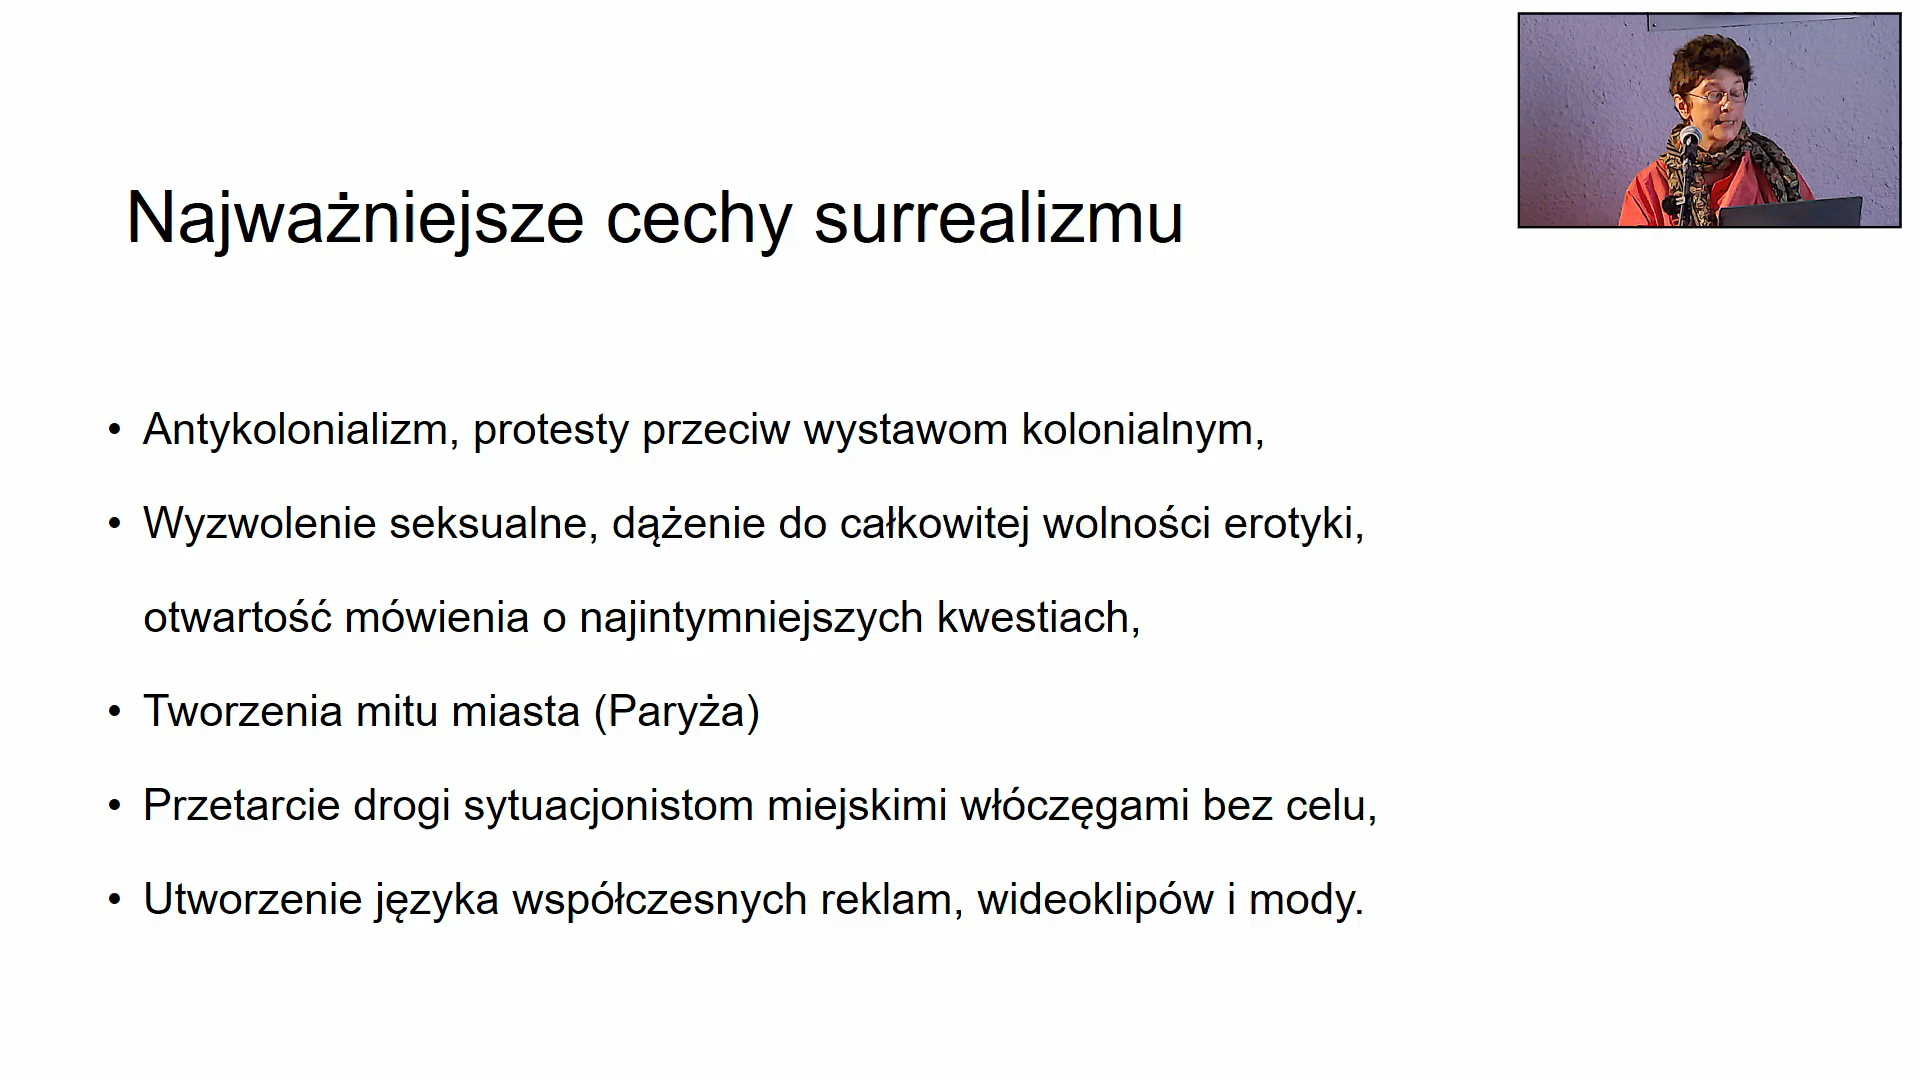 Najważniejsze cechy surrealizmu
• Antykolonializm, protesty przeciw wystawom kolonialnym,
• Wyzwolenie seksualne, dążenie do całkowitej wolności erotyki,
otwartość mówienia o najintymniejszych kwestiach,
• Tworzenia mitu miasta (Paryża)
• Przetarcie drogi sytuacjonistom miejskimi włóczęgami bez celu,
• Utworzenie języka współczesnych reklam, wideoklipów i mody.